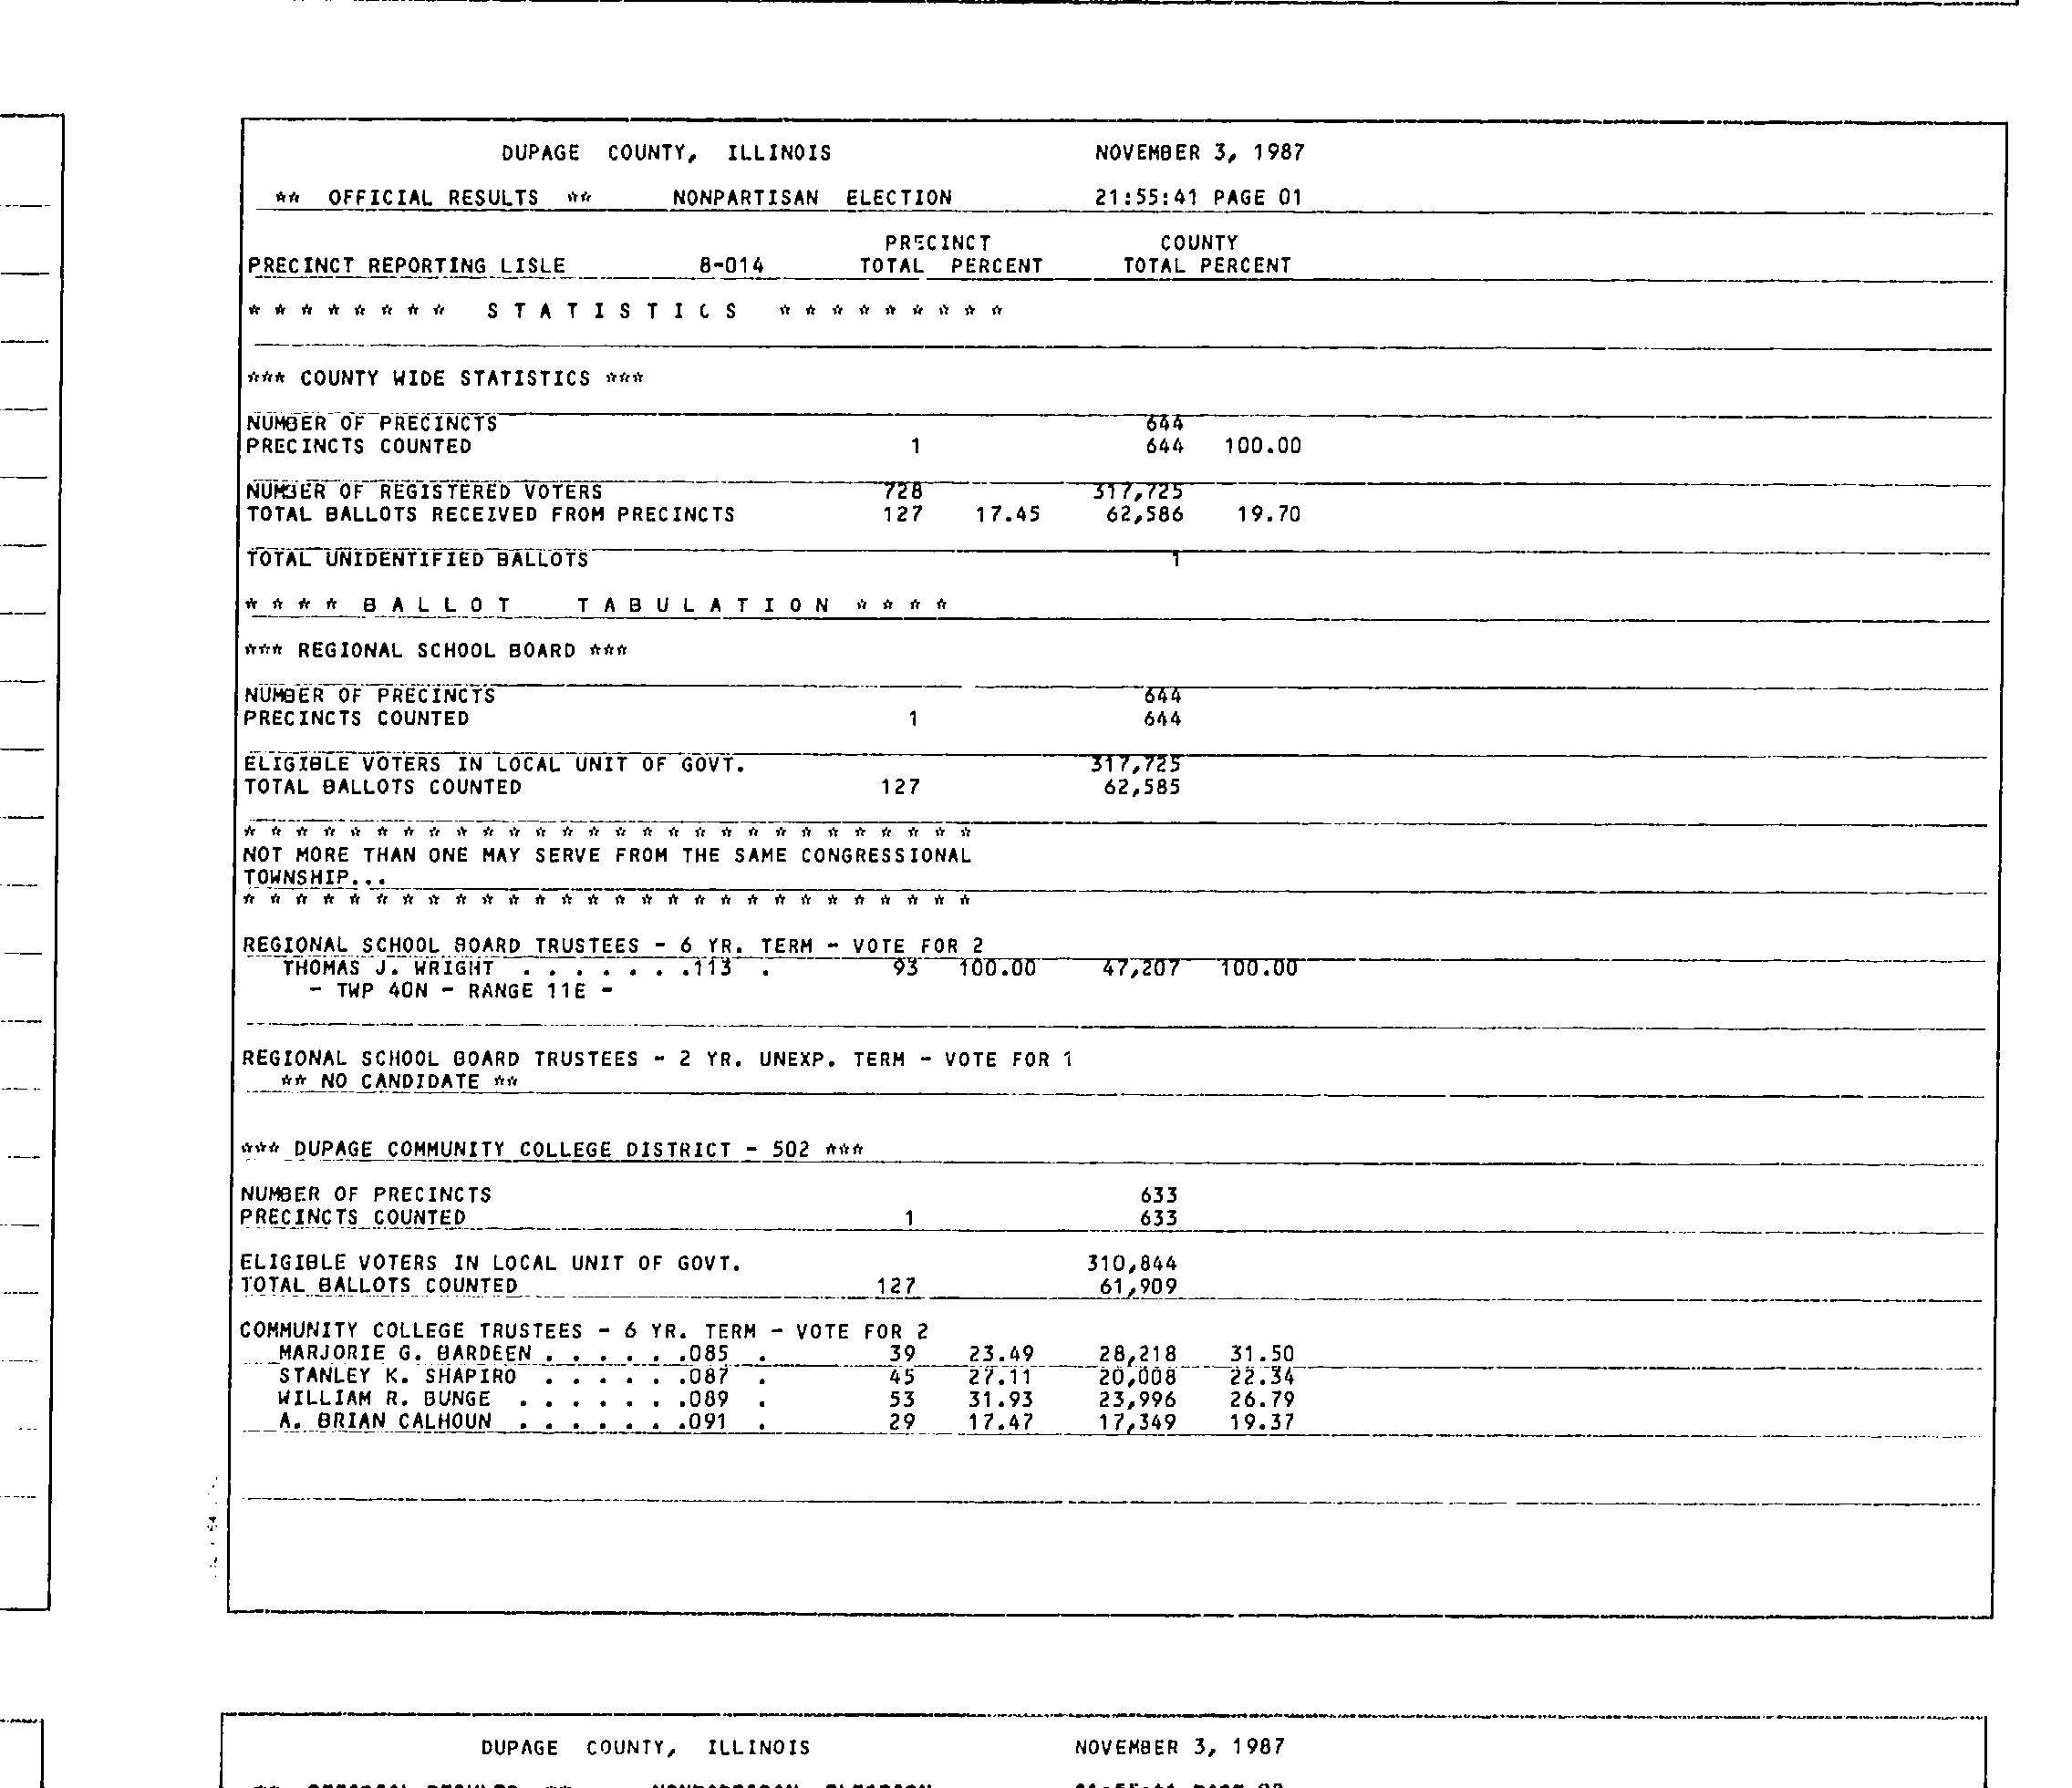 DUPAGE COUNTY, ILLINOIS NOVEMBER 3, 1987
** OFFICIAL RESULTS ** NONPARTISAN ELECTION 21:55:41 PAGE 01
PRECINCT COUNTY
PRECINCT REPORTING LISLE 8-014 TOTAL PERCENT TOTAL PERCENT
* * * * * * * * S T A T I S T I C S * * * * * * * * *
*** COUNTY WIDE STATISTICS ***
NUMBER OF PRECINCTS 644
PRECINCTS COUNTED 1 644 100.00
NUMBER OF REGISTERED VOTERS 728 317,725
TOTAL BALLOTS RECEIVED FROM PRECINCTS 127 17.45 62,586 19.70
TOTAL UNIDENTIFIED BALLOTS 1
* * * * B A L L O T T A B U L A T I O N * * * *
*** REGIONAL SCHOOL BOARD ***
NUMBER OF PRECINCTS 644
PRECINCTS COUNTED 1 644
ELIGIBLE VOTERS IN LOCAL UNIT OF GOVT. 317,725
TOTAL BALLOTS COUNTED 127 62,585
* * * * * * * * * * * * * * * * * * * * * * * * * * * *
NOT MORE THAN ONE MAY SERVE FROM THE SAME CONGRESSIONAL
TOWNSHIP...
* * * * * * * * * * * * * * * * * * * * * * * * * * * *
REGIONAL SCHOOL BOARD TRUSTEES - 6 YR. TERM - VOTE FOR 2
THOMAS J. WRIGHT . . . . . . .113 . 93 100.00 47,207 100.00
- TWP 40N - RANGE 11E -
REGIONAL SCHOOL BOARD TRUSTEES - 2 YR. UNEXP. TERM - VOTE FOR 1
** NO CANDIDATE **
*** DUPAGE COMMUNITY COLLEGE DISTRICT - 502 ***
NUMBER OF PRECINCTS 633
PRECINCTS COUNTED 1 633
ELIGIBLE VOTERS IN LOCAL UNIT OF GOVT. 310,844
TOTAL BALLOTS COUNTED 127 61,909
COMMUNITY COLLEGE TRUSTEES - 6 YR. TERM - VOTE FOR 2
MARJORIE G. BARDEEN . . . . . .085 . 39 23.49 28,218 31.50
STANLEY K. SHAPIRO . . . . . .087 . 45 27.11 20,008 22.34
WILLIAM R. BUNGE . . . . . . .089 . 53 31.93 23,996 26.79
A. BRIAN CALHOUN . . . . . . .091 . 29 17.47 17,349 19.37
DUPAGE COUNTY, ILLINOIS NOVEMBER 3, 1987